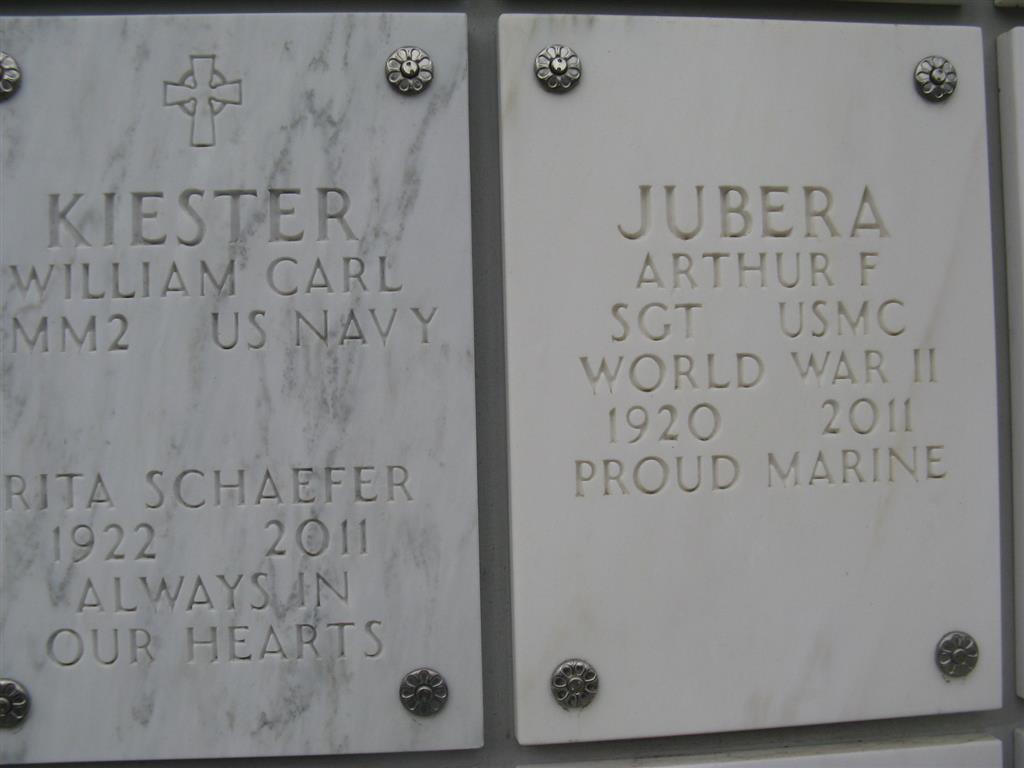 KIESTER
WILLIAM CARL
MM2 US NAVY
RITA SCHAEFER
1922 2011
ALWAYS IN
OUR HEARTS
JUBERA
ARTHUR F
SGT USMC
WORLD WAR II
1920 2011
PROUD MARINE